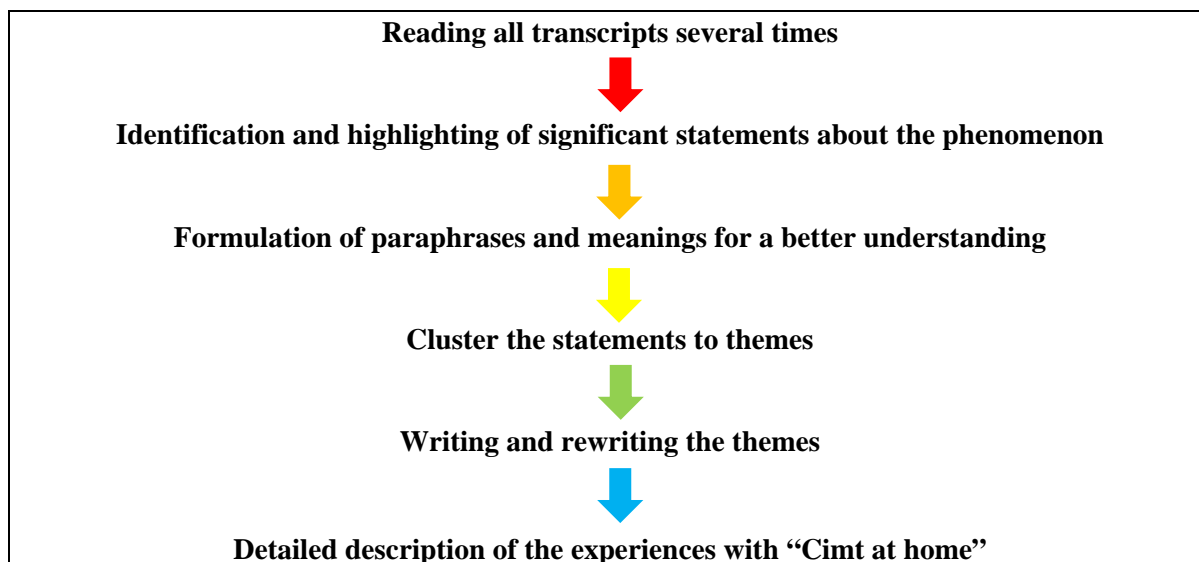 Reading all transcripts several times
Identification and highlighting of significant statements about the phenomenon
Formulation of paraphrases and meanings for a better understanding
Cluster the statements to themes
Writing and rewriting the themes
Detailed description of the experiences with “Cimt at home”